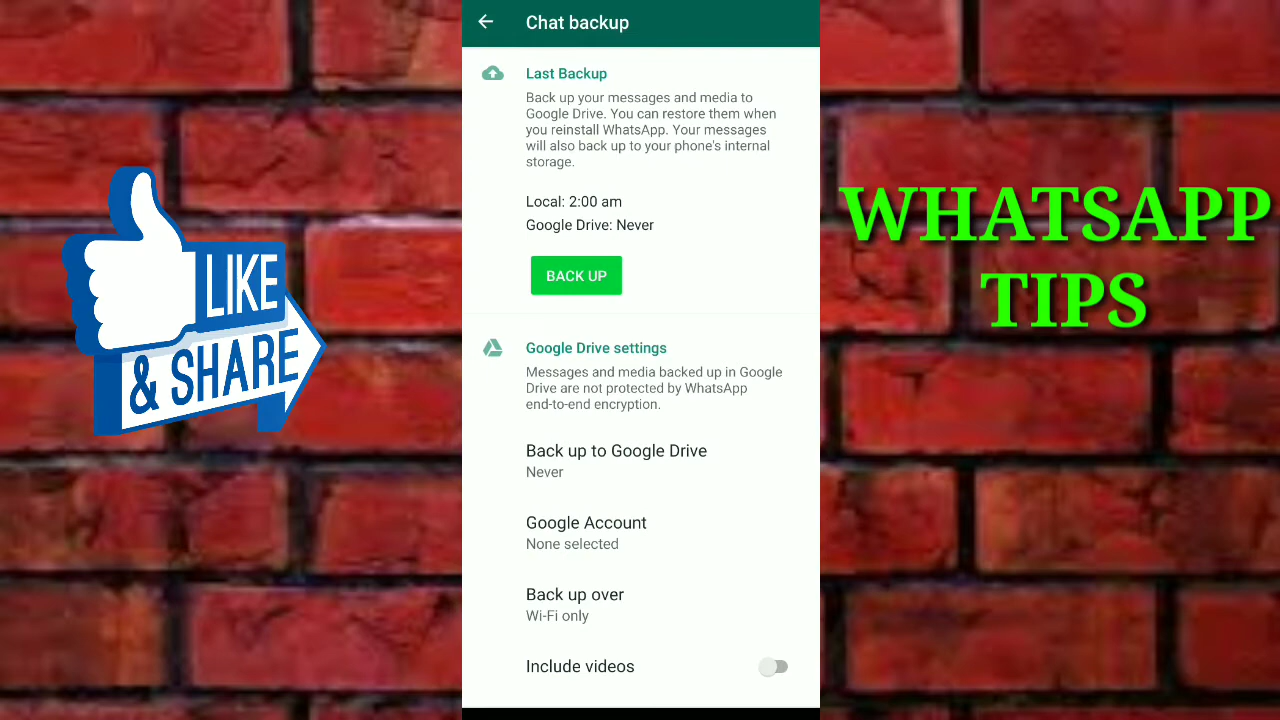 Chat backup
Last Backup
Back up your messages and media to
Google Drive. You can restore them when
you reinstall WhatsApp. Your messages
will also back up to your phone's internal
storage.
Local: 2:00 am
Google Drive: Never
BACK UP
Google Drive settings
Messages and media backed up in Google
Drive are not protected by WhatsApp
end-to-end encryption.
Back up to Google Drive
Never
Google Account
None selected
Back up over
Wi-Fi only
Include videos
LIKE
& SHARE
WHATSAPP
TIPS